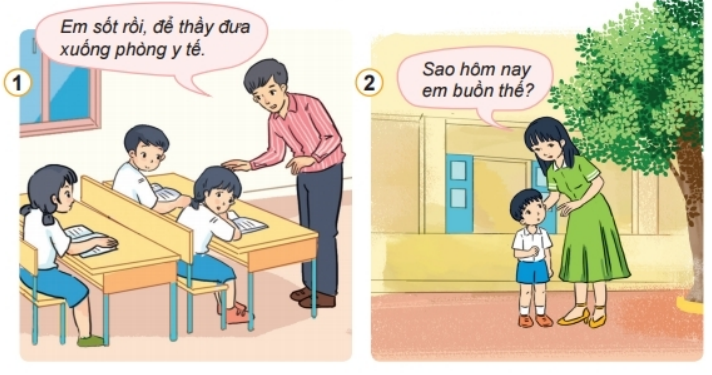 Em sốt rồi, để thầy đưa
xuống phòng y tế.
1
2
Sao hôm nay
em buồn thế?